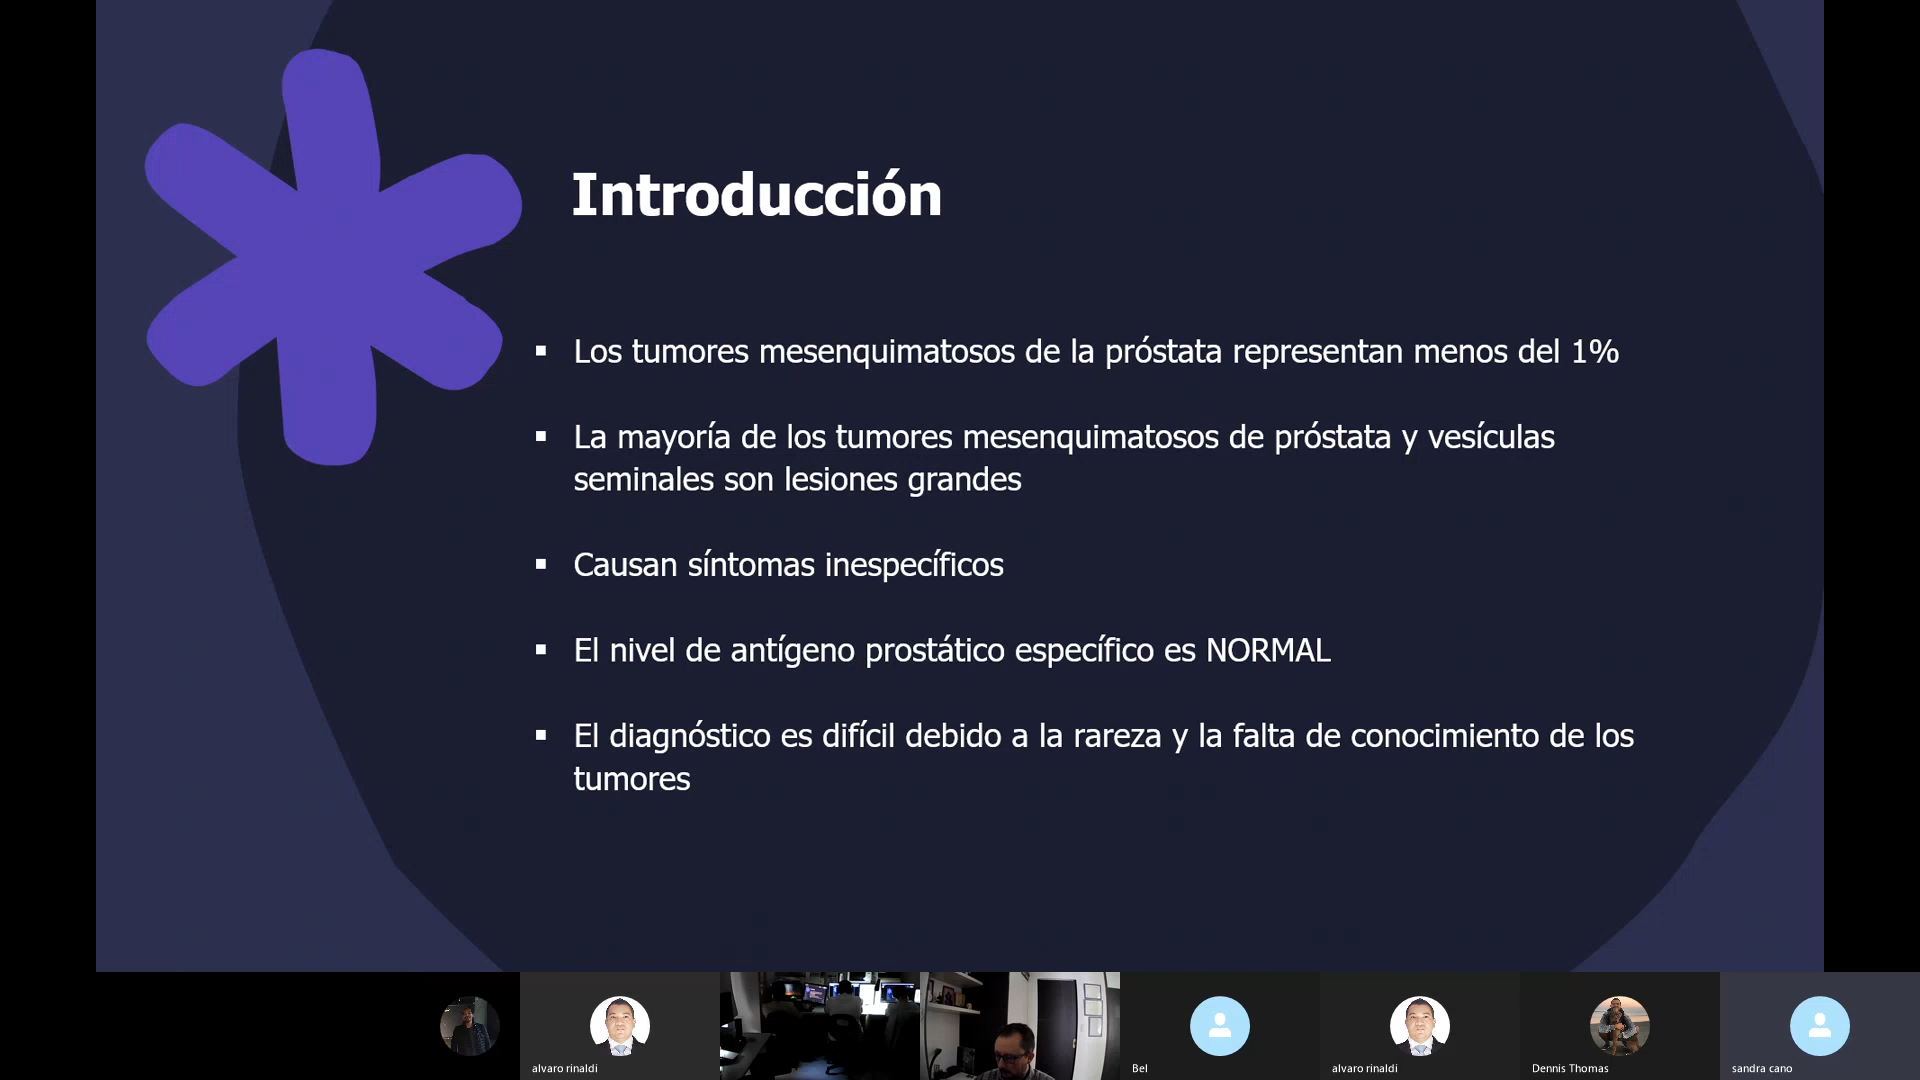 Introducción
▪ Los tumores mesenquimatosos de la próstata representan menos del 1%
▪ La mayoría de los tumores mesenquimatosos de próstata y vesículas
seminales son lesiones grandes
▪ Causan síntomas inespecíficos
▪ El nivel de antígeno prostático específico es NORMAL
▪ El diagnóstico es difícil debido a la rareza y la falta de conocimiento de los
tumores
alvaro rinaldi
Bel
alvaro rinaldi
Dennis Thomas
sandra cano